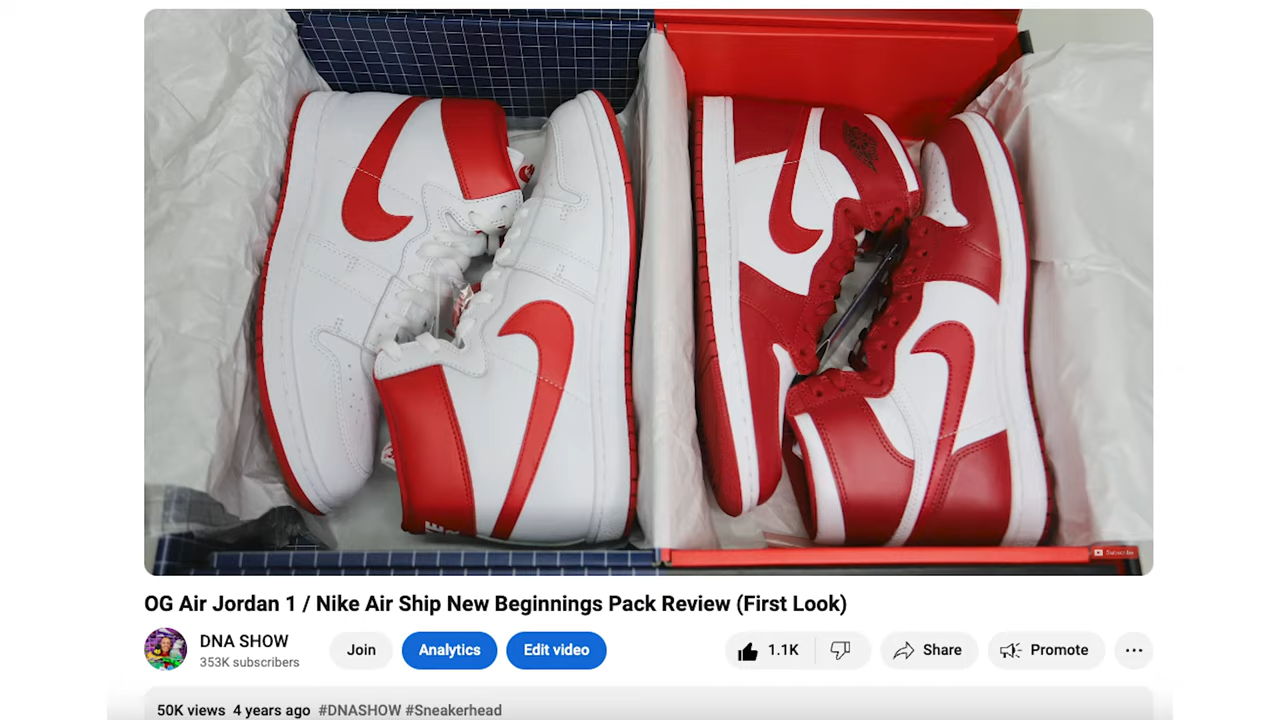 Subscribe
OG Air Jordan 1 / Nike Air Ship New Beginnings Pack Review (First Look)
DNA SHOW
353K subscribers
Join
Analytics
Edit video
1.1K
Share
Promote
50K views 4 years ago #DNASHOW #Sneakerhead